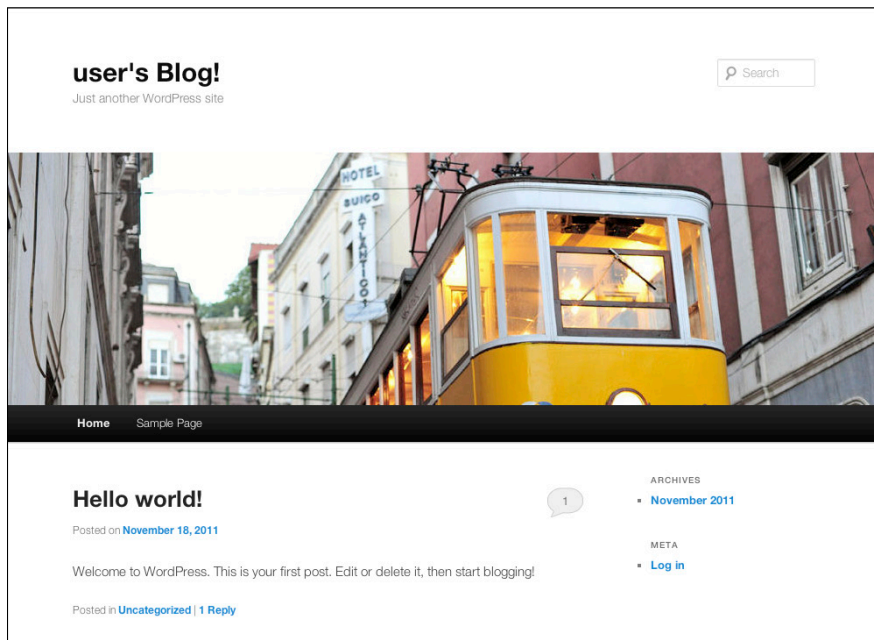 user's Blog!
Search
Just another WordPress site
HOTEL
SUIÇO
ATLANTICO
Home
Sample Page
Hello world!
1
Posted on November 18, 2011
Welcome to WordPress. This is your first post. Edit or delete it, then start blogging!
Posted in Uncategorized | 1 Reply
ARCHIVES
November 2011
META
Log in